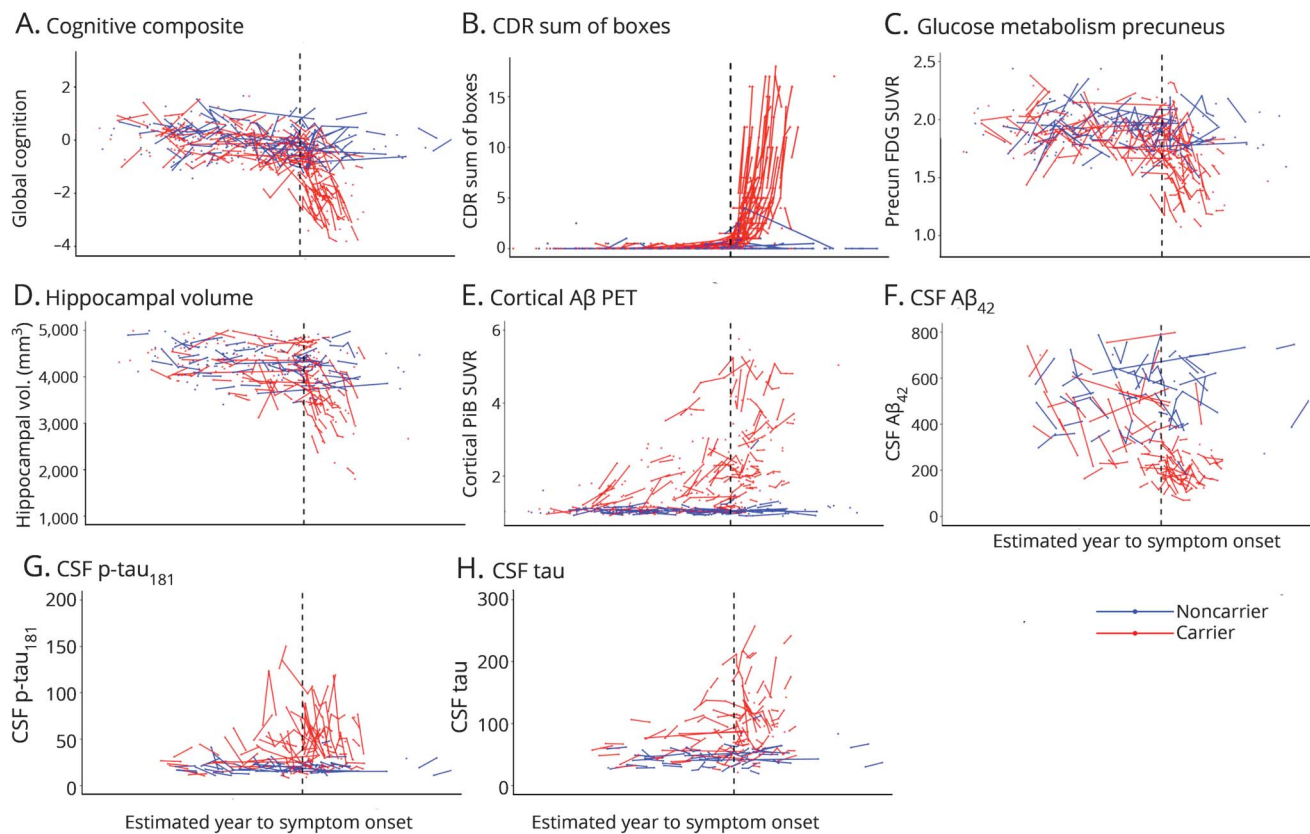 A. Cognitive composite
Global cognition
2
0
−2
−4
B. CDR sum of boxes
CDR sum of boxes
15
10
5
0
C. Glucose metabolism precuneus
Precun FDG SUVR
2.5
2.0
1.5
1.0
D. Hippocampal volume
Hippocampal vol. (mm³)
5,000
4,000
3,000
2,000
1,000
E. Cortical Aβ PET
Cortical PiB SUVR
6
4
2
F. CSF Aβ₄₂
CSF Aβ₄₂
800
600
400
200
0
Estimated year to symptom onset
G. CSF p-tau₁₈₁
CSF p-tau₁₈₁
200
150
100
50
0
Estimated year to symptom onset
H. CSF tau
CSF tau
300
200
100
0
Estimated year to symptom onset
Noncarrier
Carrier